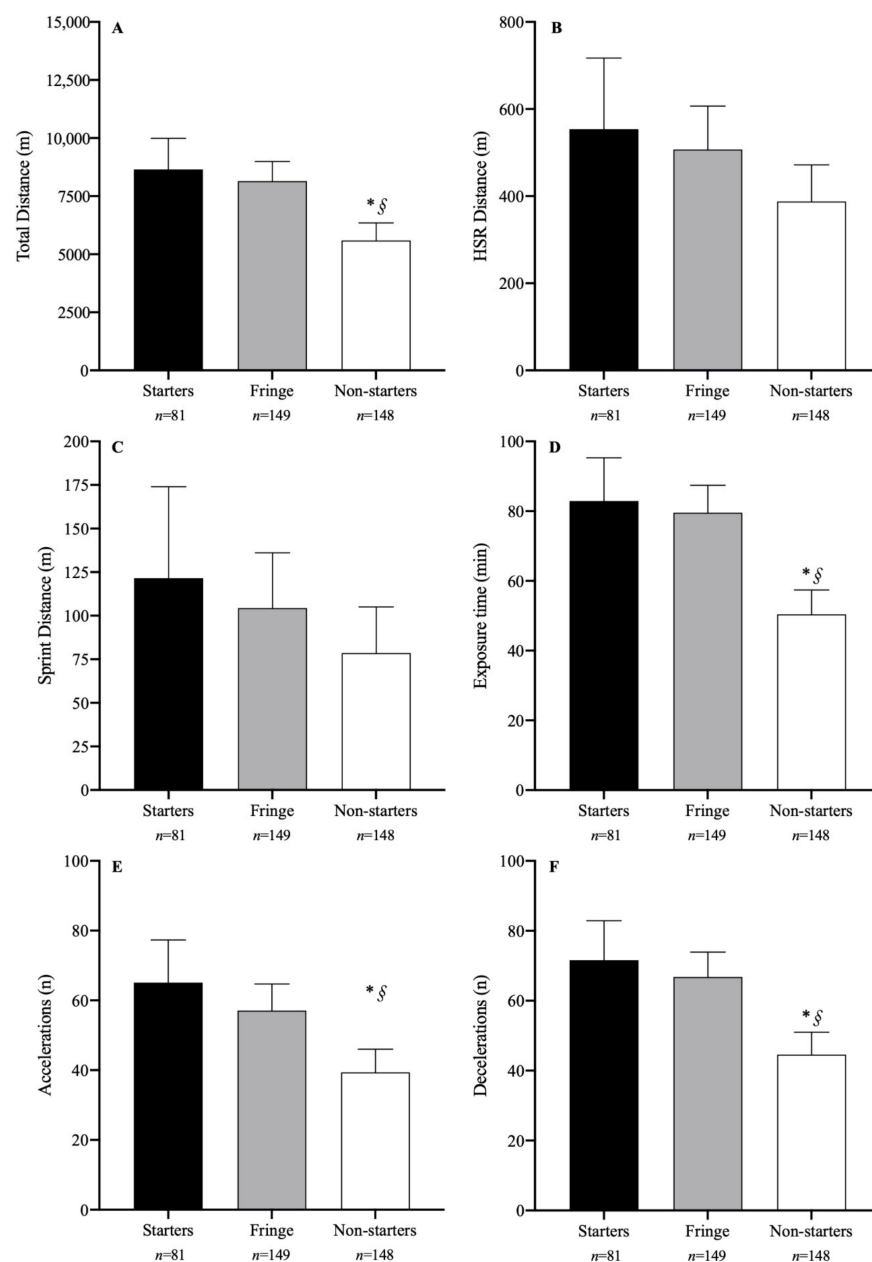 A
15,000
12,500
10,000
7500
5000
2500
0
Total Distance (m)
*§
Starters Fringe Non-starters
n=81 n=149 n=148
B
800
600
400
200
0
HSR Distance (m)
Starters Fringe Non-starters
n=81 n=149 n=148
C
200
175
150
125
100
75
50
25
0
Sprint Distance (m)
Starters Fringe Non-starters
n=81 n=149 n=148
D
100
80
60
40
20
0
Exposure time (min)
*§
Starters Fringe Non-starters
n=81 n=149 n=148
E
100
80
60
40
20
0
Accelerations (n)
*§
Starters Fringe Non-starters
n=81 n=149 n=148
F
100
80
60
40
20
0
Decelerations (n)
*§
Starters Fringe Non-starters
n=81 n=149 n=148